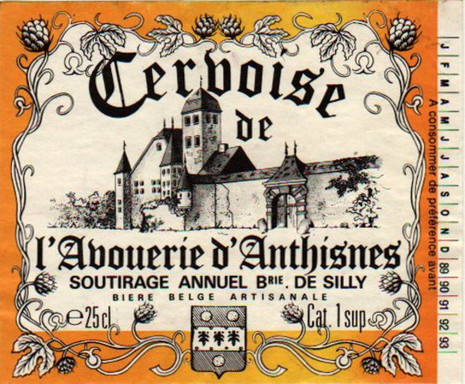 Cervoise
de
l'Avouerie d'Anthisnes
SOUTIRAGE ANNUEL Brie. DE SILLY
BIERE BELGE ARTISANALE
℮25cl
Cat. 1 sup
J F M A M J J A S O N D 89 90 91 92 93
A consommer de préférence avant